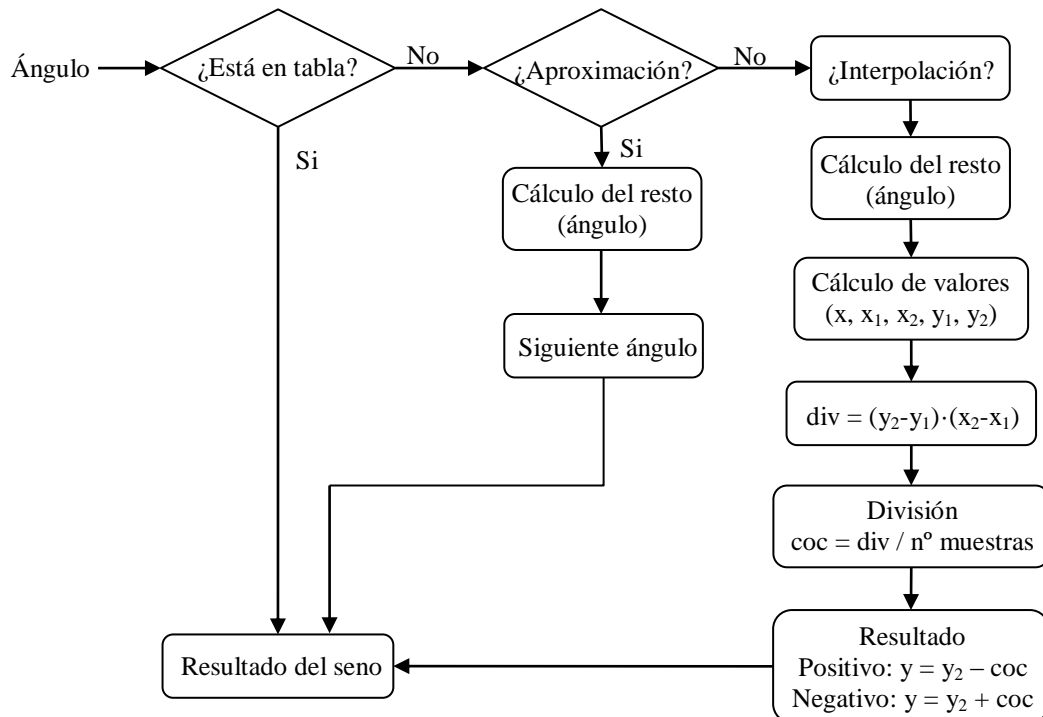 Ángulo
¿Está en tabla?
No
¿Aproximación?
No
¿Interpolación?
Si
Si
Cálculo del resto
(ángulo)
Cálculo del resto
(ángulo)
Siguiente ángulo
Cálculo de valores
(x, x₁, x₂, y₁, y₂)
div = (y₂-y₁)·(x₂-x₁)
División
coc = div / nº muestras
Resultado del seno
Resultado
Positivo: y = y₂ – coc
Negativo: y = y₂ + coc